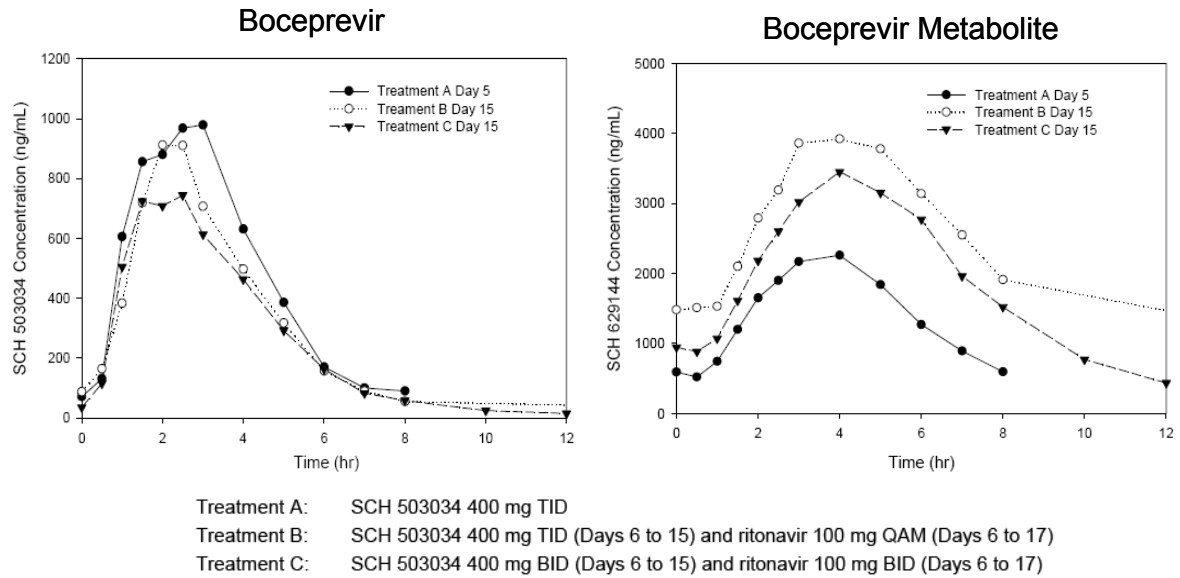 Boceprevir
SCH 503034 Concentration (ng/mL)
1200
1000
800
600
400
200
0
Treatment A Day 5
Treament B Day 15
Treatment C Day 15
0 2 4 6 8 10 12
Time (hr)
Boceprevir Metabolite
SCH 629144 Concentration (ng/mL)
5000
4000
3000
2000
1000
0
Treatment A Day 5
Treament B Day 15
Treatment C Day 15
0 2 4 6 8 10 12
Time (hr)
Treatment A: SCH 503034 400 mg TID
Treatment B: SCH 503034 400 mg TID (Days 6 to 15) and ritonavir 100 mg QAM (Days 6 to 17)
Treatment C: SCH 503034 400 mg BID (Days 6 to 15) and ritonavir 100 mg BID (Days 6 to 17)